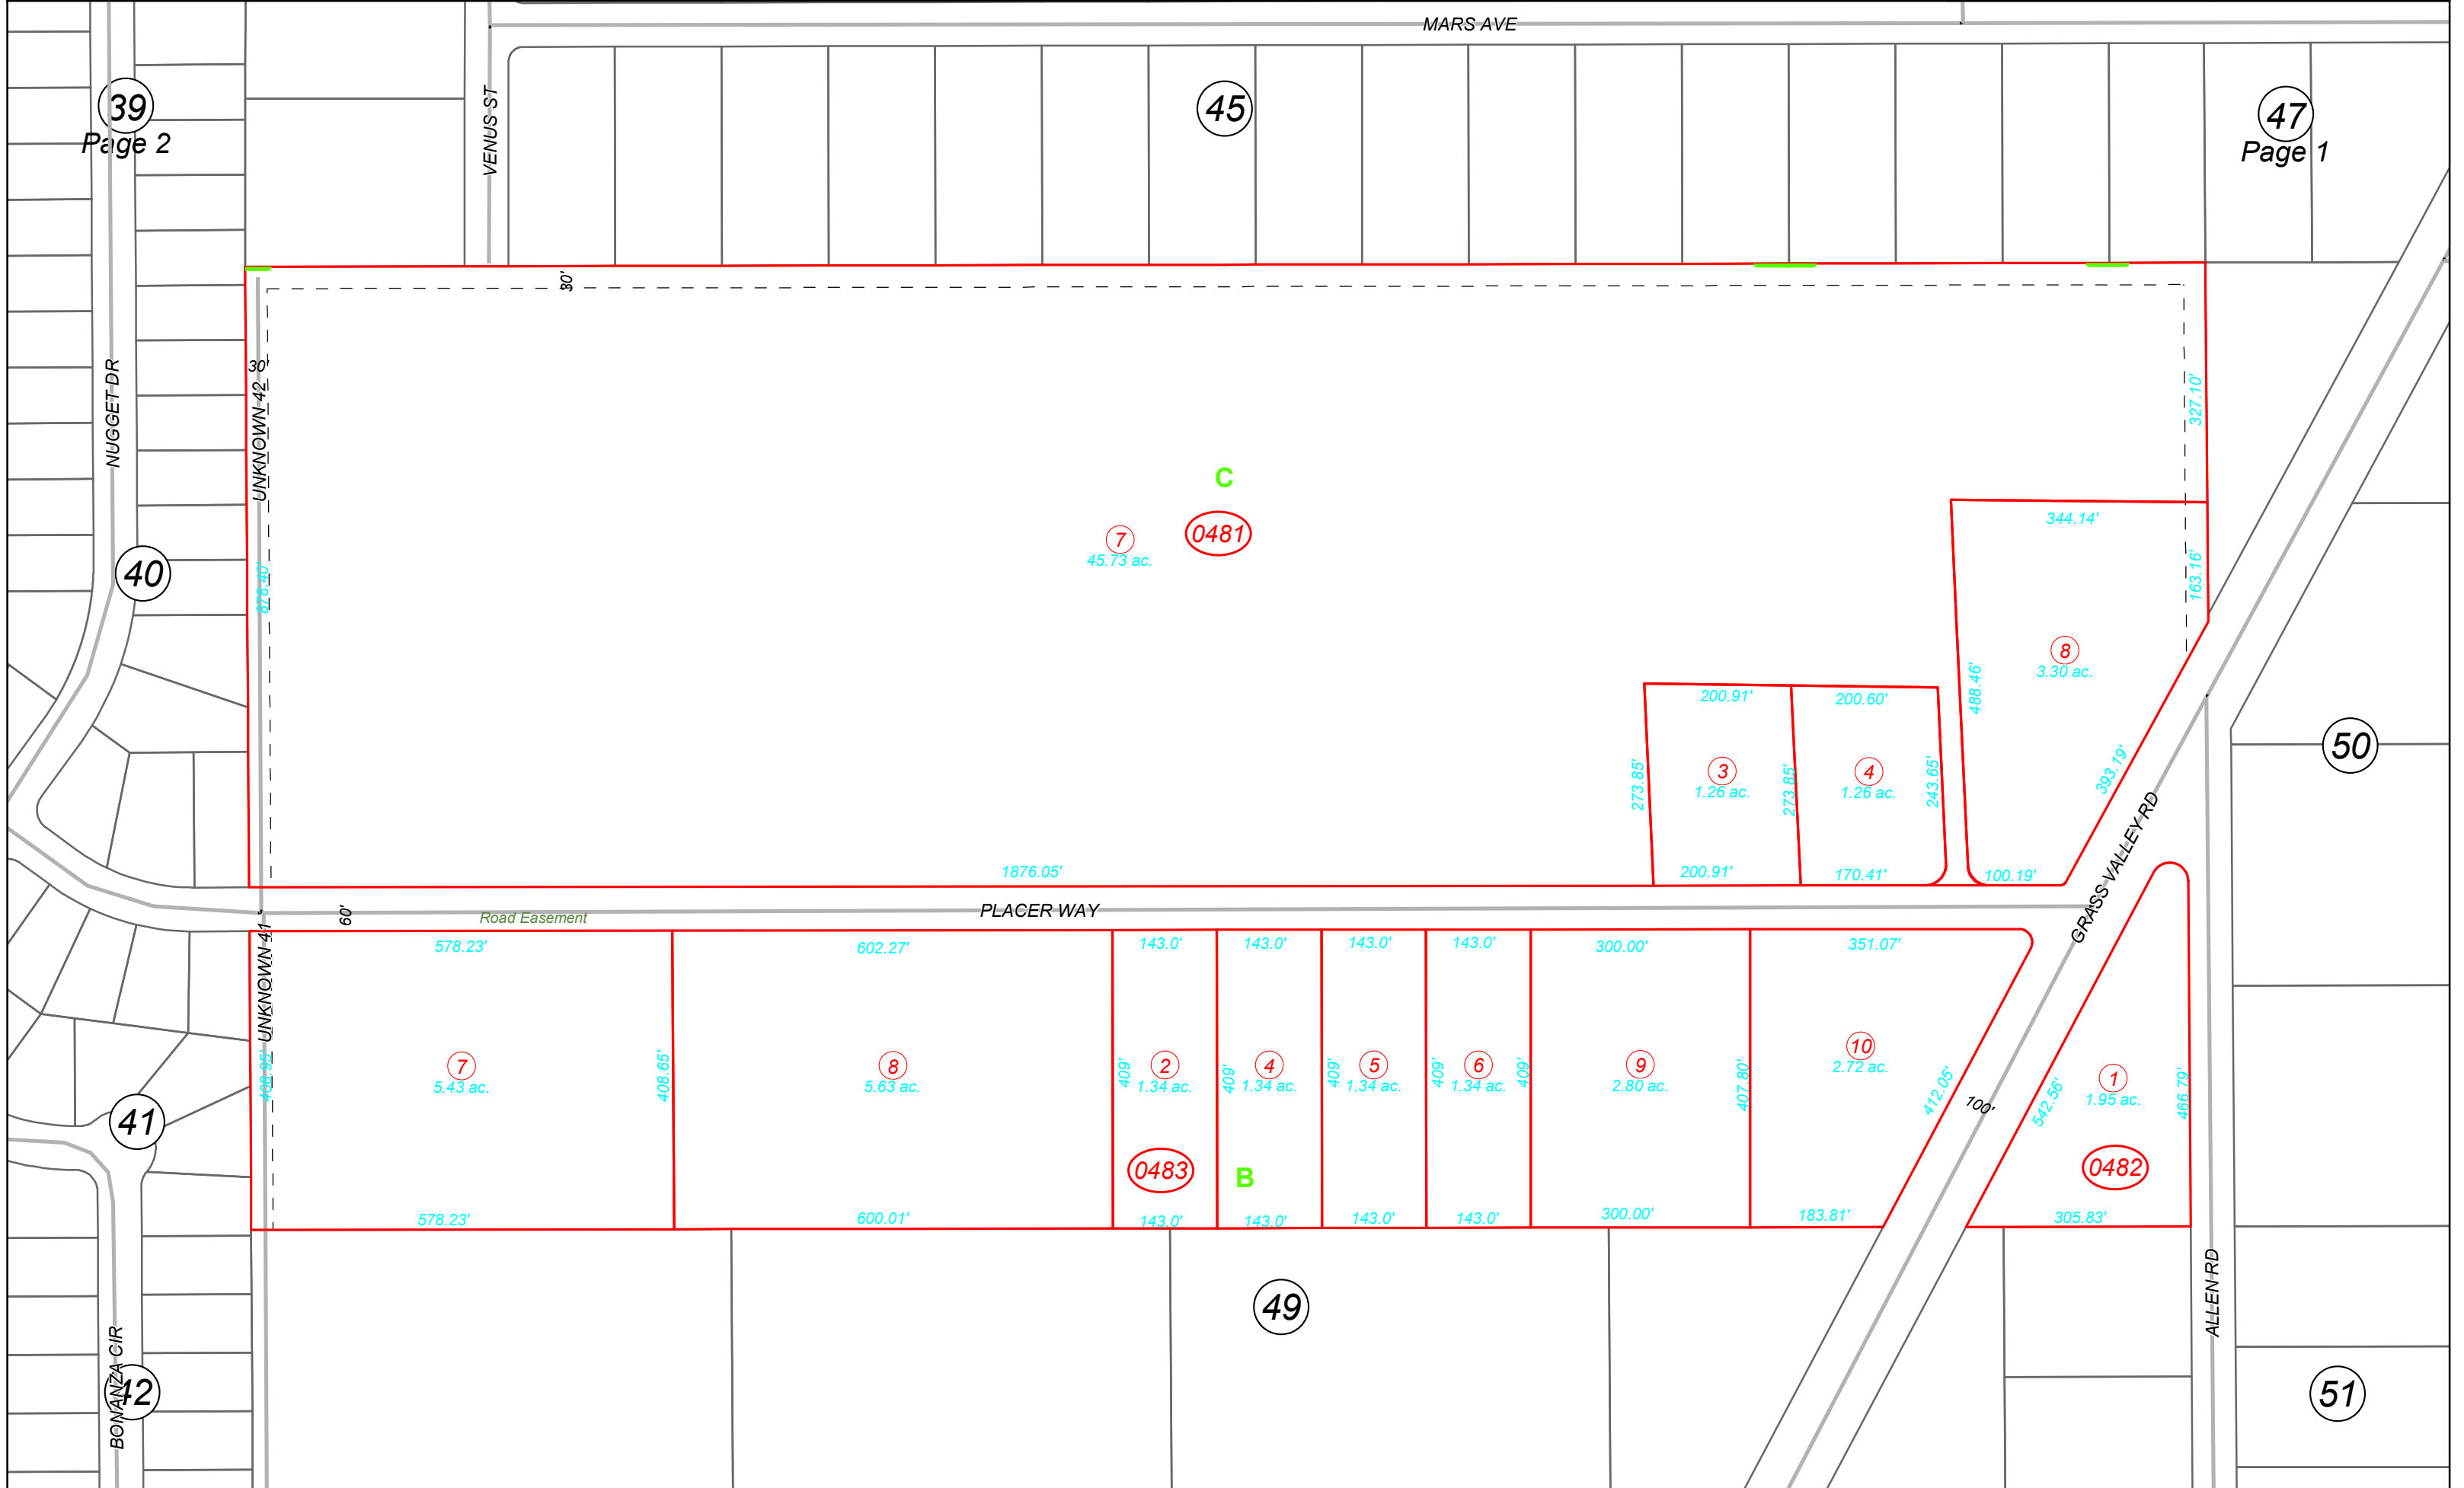 MARS AVE
39
Page 2
VENUS ST
45
47
Page 1
30'
NUGGET DR
30'
UNKNOWN 42
327.10'
C
0481
7
45.73 ac.
344.14'
878.40'
163.16'
40
8
3.30 ac.
488.46'
200.91'
200.60'
50
273.85'
3
1.26 ac.
273.85'
4
1.26 ac.
243.65'
393.19'
1876.05'
200.91'
170.41'
100.19'
GRASS VALLEY RD
60'
Road Easement
PLACER WAY
UNKNOWN 41
578.23'
602.27'
143.0'
143.0'
143.0'
143.0'
300.00'
351.07'
408.95'
7
5.43 ac.
408.65'
8
5.63 ac.
409'
2
1.34 ac.
409'
4
1.34 ac.
409'
5
1.34 ac.
409'
6
1.34 ac.
409'
9
2.80 ac.
407.80'
10
2.72 ac.
412.05'
100'
542.56'
1
1.95 ac.
466.79'
41
0483
B
0482
578.23'
600.01'
143.0'
143.0'
143.0'
143.0'
300.00'
183.81'
305.83'
49
ALLEN RD
BONANZA CIR
42
51